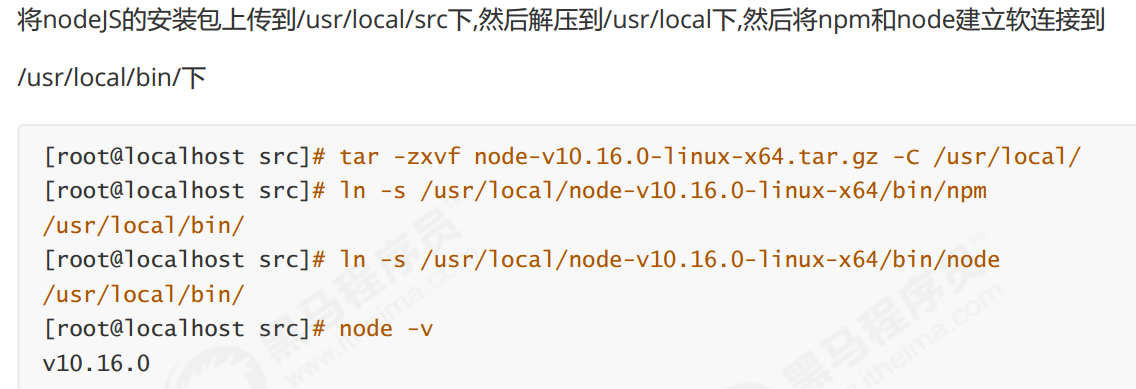 将nodeJS的安装包上传到/usr/local/src下,然后解压到/usr/local下,然后将npm和node建立软连接到
/usr/local/bin/下
[root@localhost src]# tar -zxvf node-v10.16.0-linux-x64.tar.gz -C /usr/local/
[root@localhost src]# ln -s /usr/local/node-v10.16.0-linux-x64/bin/npm
/usr/local/bin/
[root@localhost src]# ln -s /usr/local/node-v10.16.0-linux-x64/bin/node
/usr/local/bin/
[root@localhost src]# node -v
v10.16.0
黑马程序员
www.itheima.com
黑马程序员™
www.itheima.com